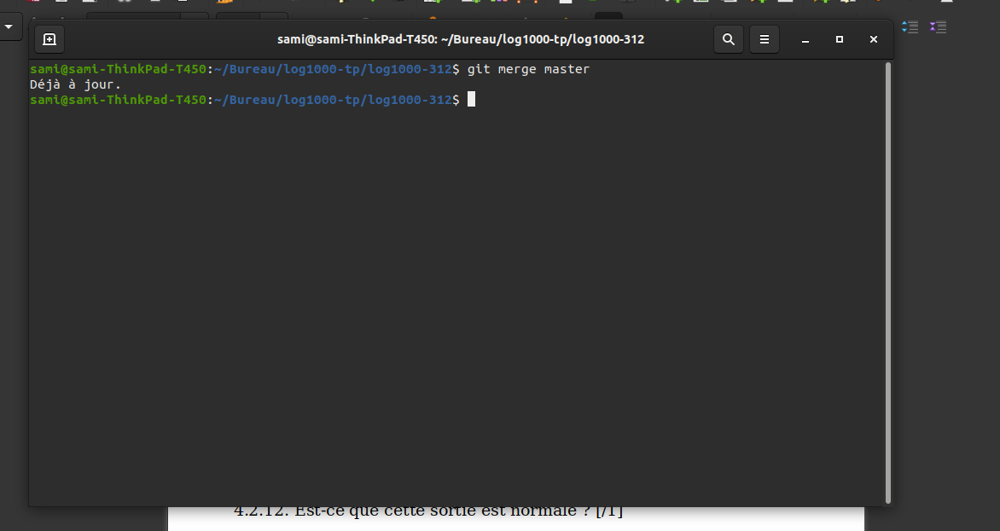 sami@sami-ThinkPad-T450: ~/Bureau/log1000-tp/log1000-312
sami@sami-ThinkPad-T450:~/Bureau/log1000-tp/log1000-312$ git merge master
Déjà à jour.
sami@sami-ThinkPad-T450:~/Bureau/log1000-tp/log1000-312$
4.2.12. Est-ce que cette sortie est normale ? [/1]